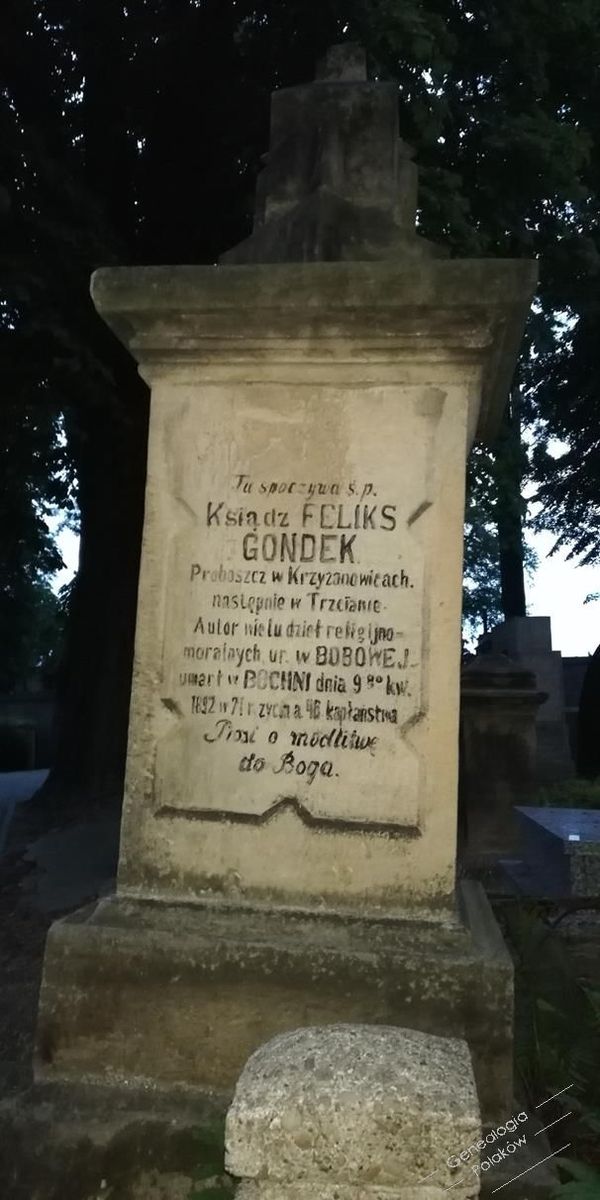 Tu spoczywa ś.p.
Ksiądz FELIKS
GONDEK
Proboszcz w Krzyżanowicach.
następnie w Trzcianie.
Autor wielu dzieł religijno-
moralnych, ur. w BOBOWEJ
umarł w BOCHNI dnia 9 go kw.
1892 w 71 r. życia a 46 kapłaństwa
Prosi o modlitwę
do Boga.
Genealogia
Polaków